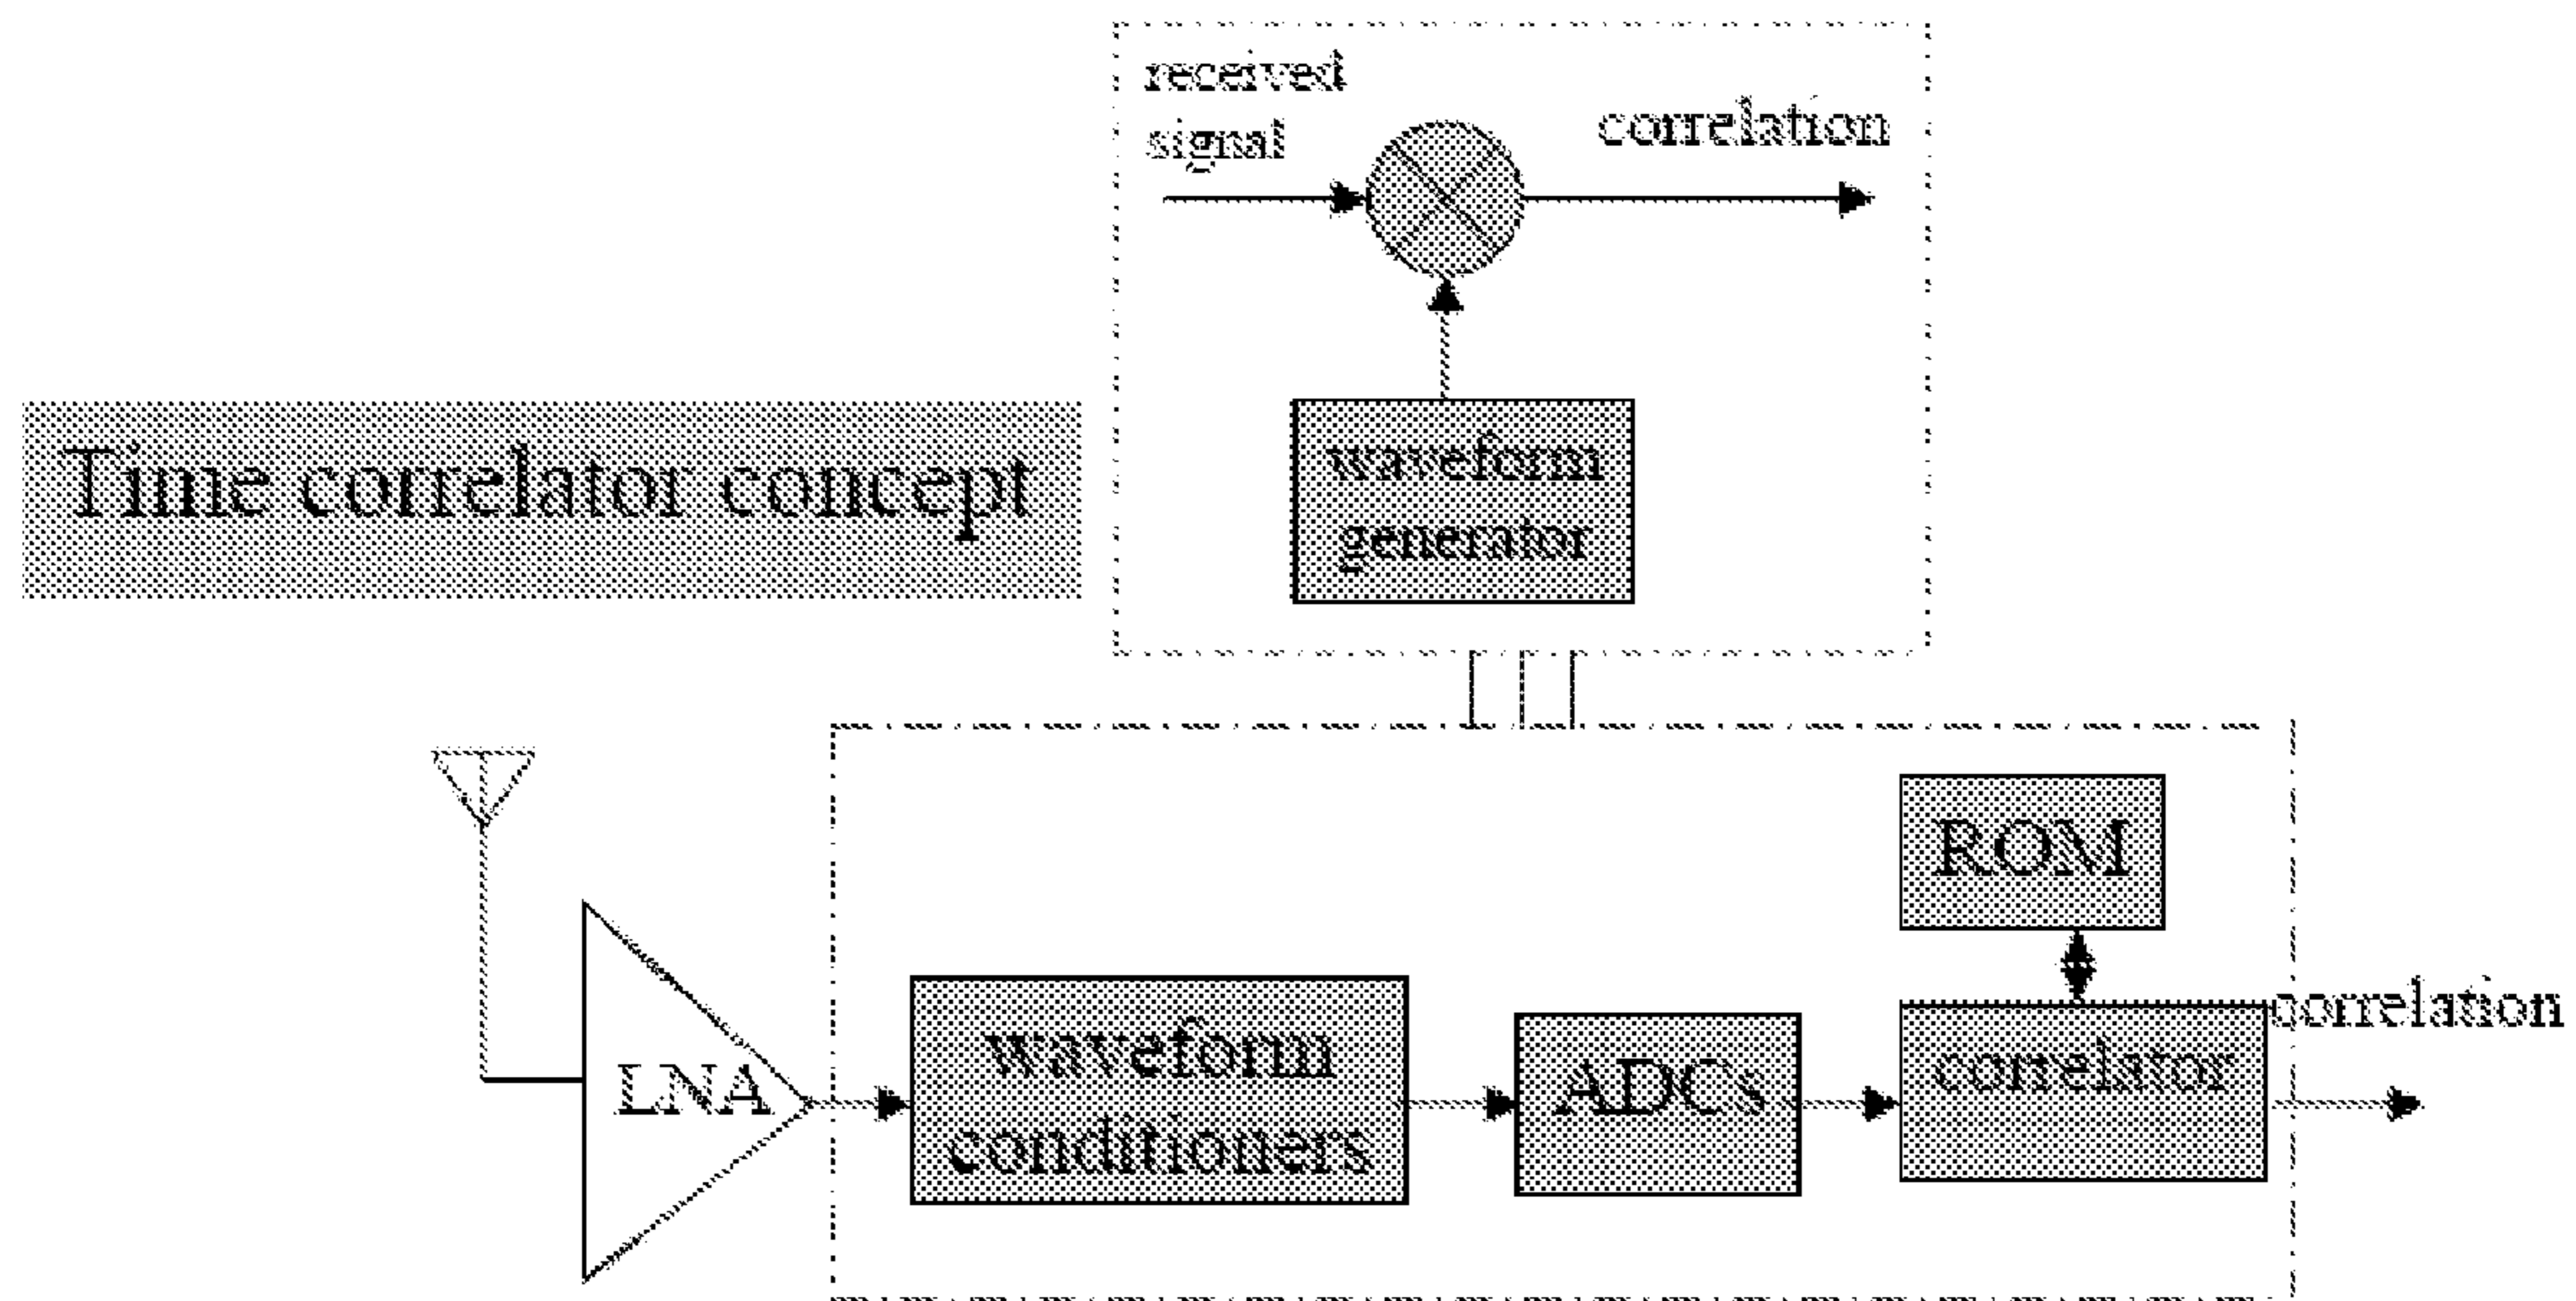 received
signal
correlation
waveform
generator
Time correlator concept
ROM
correlation
LNA
waveform
conditioners
ADCs
correlator